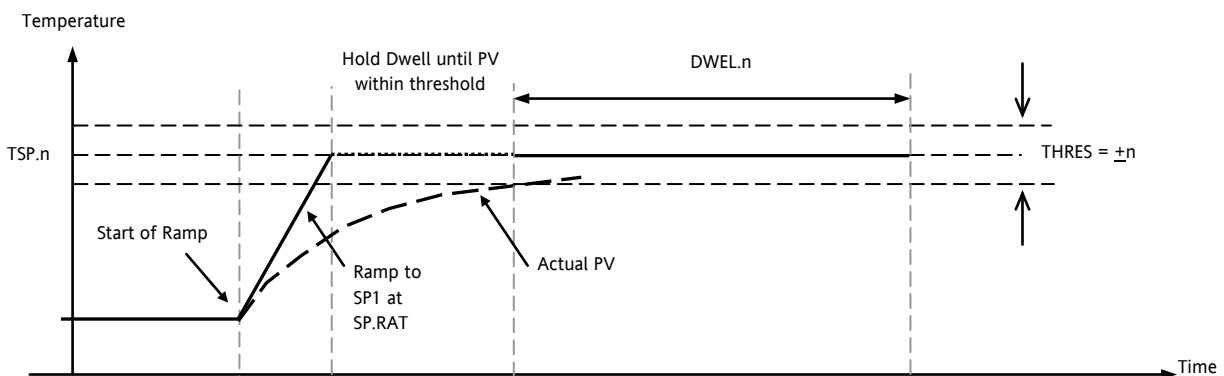 Temperature
Hold Dwell until PV
within threshold
DWEL.n
TSP.n
THRES = ±n
Start of Ramp
Ramp to
SP1 at
SP.RAT
Actual PV
Time